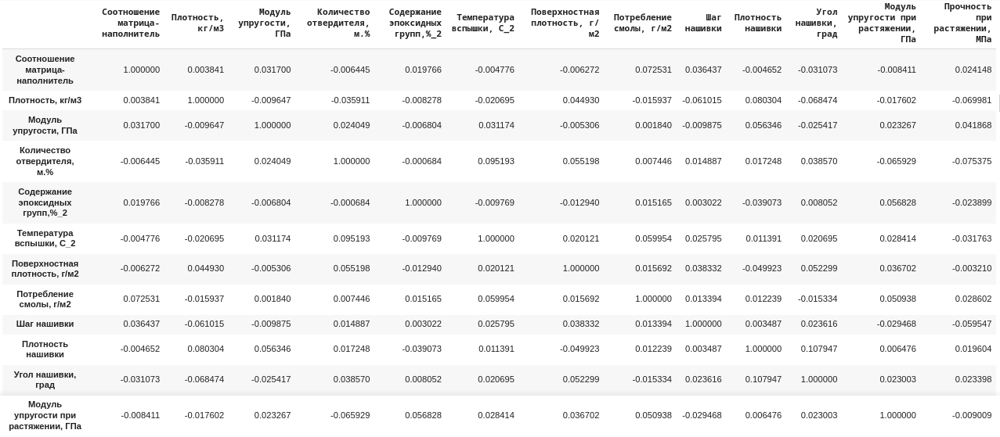 Соотношение матрица-наполнитель Плотность, кг/м3 Модуль упругости, ГПа Количество отвердителя, м.% Содержание эпоксидных групп,%_2 Температура вспышки, С_2 Поверхностная плотность, г/м2 Потребление смолы, г/м2 Шаг нашивки Плотность нашивки Угол нашивки, град Модуль упругости при растяжении, ГПа Прочность при растяжении, МПа
Соотношение матрица-наполнитель 1.000000 0.003841 0.031700 -0.006445 0.019766 -0.004776 -0.006272 0.072531 0.036437 -0.004652 -0.031073 -0.008411 0.024148
Плотность, кг/м3 0.003841 1.000000 -0.009647 -0.035911 -0.008278 -0.020695 0.044930 -0.015937 -0.061015 0.080304 -0.068474 -0.017602 -0.069981
Модуль упругости, ГПа 0.031700 -0.009647 1.000000 0.024049 -0.006804 0.031174 -0.005306 0.001840 -0.009875 0.056346 -0.025417 0.023267 0.041868
Количество отвердителя, м.% -0.006445 -0.035911 0.024049 1.000000 -0.000684 0.095193 0.055198 0.007446 0.014887 0.017248 0.038570 -0.065929 -0.075375
Содержание эпоксидных групп,%_2 0.019766 -0.008278 -0.006804 -0.000684 1.000000 -0.009769 -0.012940 0.015165 0.003022 -0.039073 0.008052 0.056828 -0.023899
Температура вспышки, С_2 -0.004776 -0.020695 0.031174 0.095193 -0.009769 1.000000 0.020121 0.059954 0.025795 0.011391 0.020695 0.028414 -0.031763
Поверхностная плотность, г/м2 -0.006272 0.044930 -0.005306 0.055198 -0.012940 0.020121 1.000000 0.015692 0.038332 -0.049923 0.052299 0.036702 -0.003210
Потребление смолы, г/м2 0.072531 -0.015937 0.001840 0.007446 0.015165 0.059954 0.015692 1.000000 0.013394 0.012239 -0.015334 0.050938 0.028602
Шаг нашивки 0.036437 -0.061015 -0.009875 0.014887 0.003022 0.025795 0.038332 0.013394 1.000000 0.003487 0.023616 -0.029468 -0.059547
Плотность нашивки -0.004652 0.080304 0.056346 0.017248 -0.039073 0.011391 -0.049923 0.012239 0.003487 1.000000 0.107947 0.006476 0.019604
Угол нашивки, град -0.031073 -0.068474 -0.025417 0.038570 0.008052 0.020695 0.052299 -0.015334 0.023616 0.107947 1.000000 0.023003 0.023398
Модуль упругости при растяжении, ГПа -0.008411 -0.017602 0.023267 -0.065929 0.056828 0.028414 0.036702 0.050938 -0.029468 0.006476 0.023003 1.000000 -0.009009